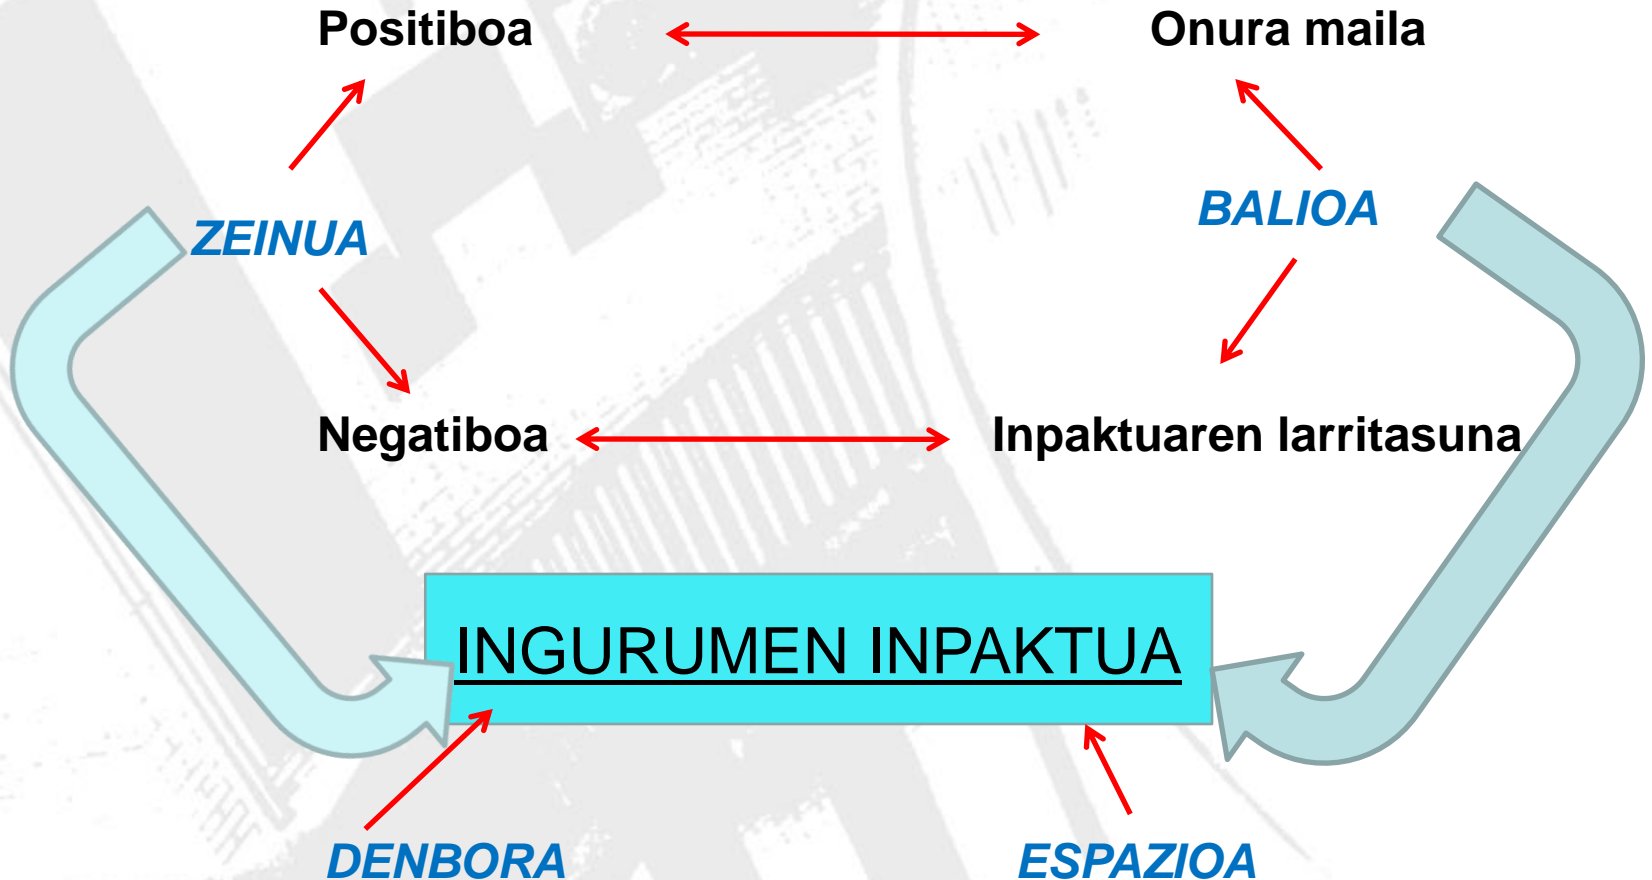 Positiboa
Onura maila
ZEINUA
BALIOA
Negatiboa
Inpaktuaren larritasuna
INGURUMEN INPAKTUA
DENBORA
ESPAZIOA